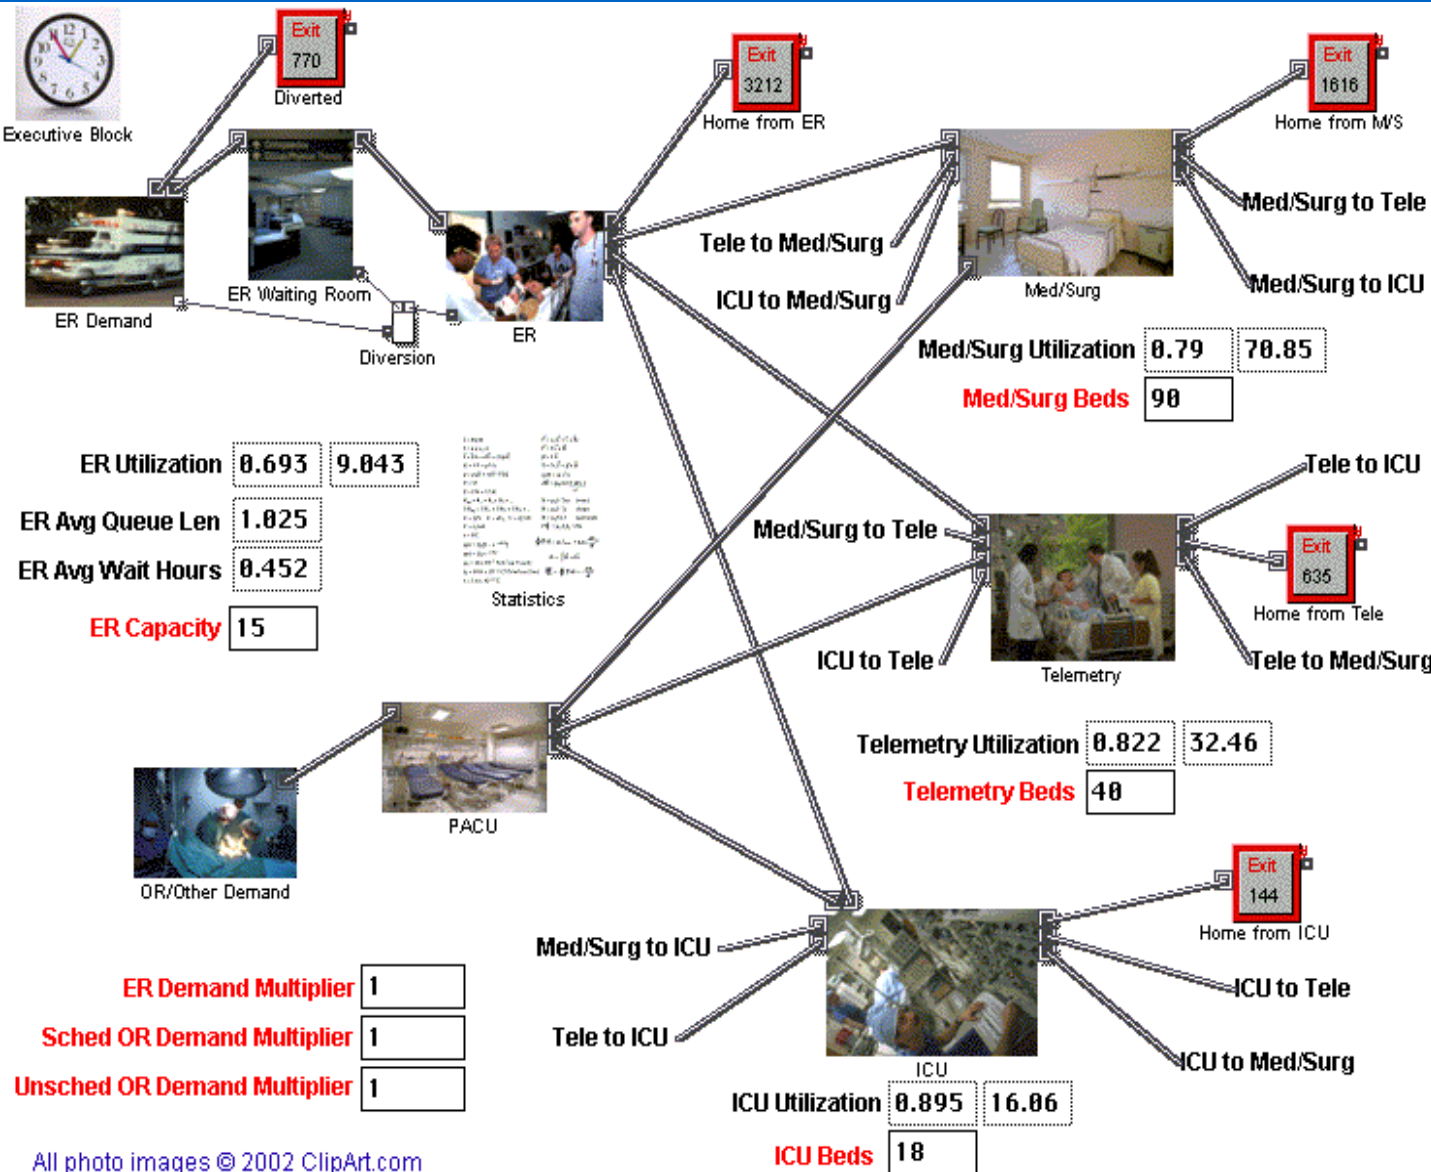 Exit
770
Diverted
Executive Block
Exit
3212
Home from ER
Exit
1616
Home from M/S
ER Demand
ER Waiting Room
Diversion
ER
Tele to Med/Surg
ICU to Med/Surg
Med/Surg
Med/Surg to Tele
Med/Surg to ICU
Med/Surg Utilization 0.79 70.85
Med/Surg Beds 90
ER Utilization 0.693 9.043
ER Avg Queue Len 1.025
ER Avg Wait Hours 0.452
ER Capacity 15
Statistics
Med/Surg to Tele
ICU to Tele
Telemetry
Tele to ICU
Exit
635
Home from Tele
Tele to Med/Surg
Telemetry Utilization 0.822 32.46
Telemetry Beds 40
PACU
OR/Other Demand
Exit
144
Home from ICU
Med/Surg to ICU
Tele to ICU
ICU to Tele
ICU to Med/Surg
ICU
ICU Utilization 0.895 16.06
ICU Beds 18
ER Demand Multiplier 1
Sched OR Demand Multiplier 1
Unsched OR Demand Multiplier 1
All photo images © 2002 ClipArt.com